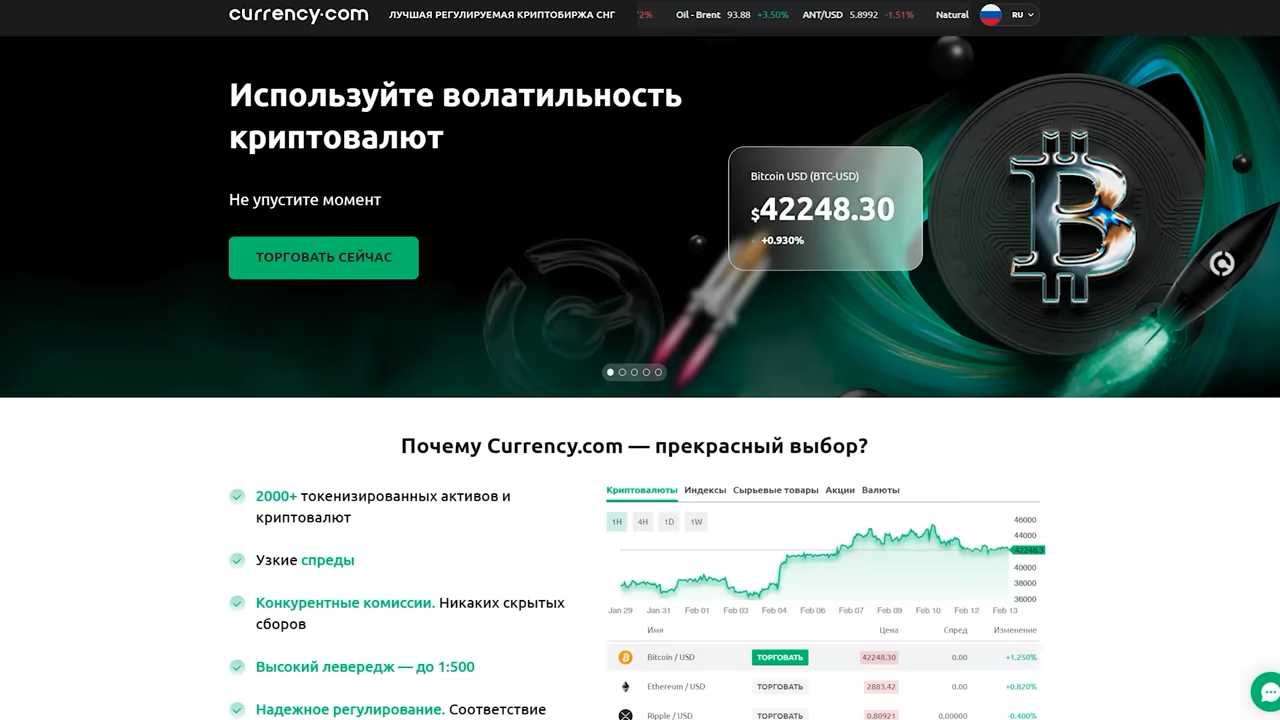 currency.com
ЛУЧШАЯ РЕГУЛИРУЕМАЯ КРИПТОБИРЖА СНГ
2% Oil - Brent 93.88 +3.50% ANT/USD 5.8992 -1.51% Natural
RU
Используйте волатильность
криптовалют
Не упустите момент
ТОРГОВАТЬ СЕЙЧАС
Bitcoin USD (BTC-USD)
$42248.30
+0.930%
Почему Currency.com — прекрасный выбор?
2000+ токенизированных активов и
криптовалют
Узкие спреды
Конкурентные комиссии. Никаких скрытых
сборов
Высокий левередж — до 1:500
Надежное регулирование. Соответствие
Криптовалюты Индексы Сырьевые товары Акции Валюты
1H 4H 1D 1W
46000
44000
42248.3
40000
38000
36000
Jan 29 Jan 31 Feb 01 Feb 03 Feb 04 Feb 06 Feb 07 Feb 09 Feb 10 Feb 12 Feb 13
Имя Цена Спред Изменение
Bitcoin / USD ТОРГОВАТЬ 42248.30 0.00 +1.250%
Ethereum / USD ТОРГОВАТЬ 2883.42 0.00 +0.820%
Ripple / USD ТОРГОВАТЬ 0.80921 0.00000 -0.400%